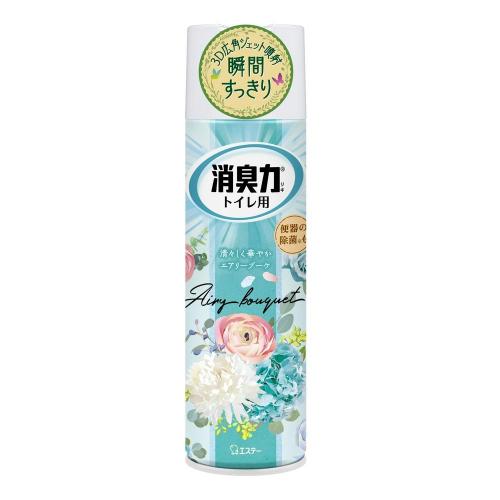 3D広角ジェット噴射
瞬間
すっきり
消臭力®
リキ
トイレ用
便器の
除菌も
清々しく華やか
エアリーブーケ
Airy bouquet
エステー